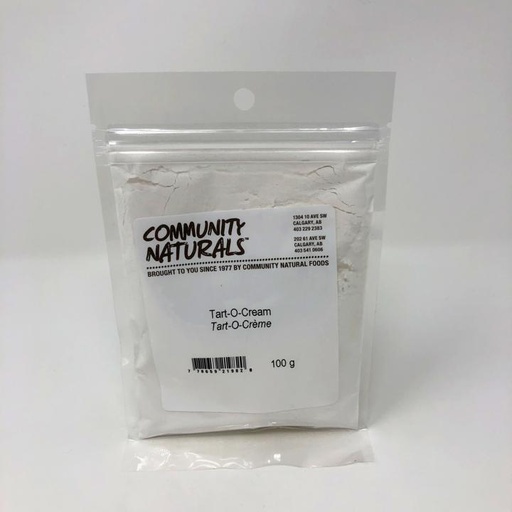 COMMUNITY
NATURALS™
1304 10 AVE SW
CALGARY, AB
403 229 2383
202 61 AVE SW
CALGARY, AB
403 541 0606
BROUGHT TO YOU SINCE 1977 BY COMMUNITY NATURAL FOODS
Tart-O-Cream
Tart-O-Crème
100 g